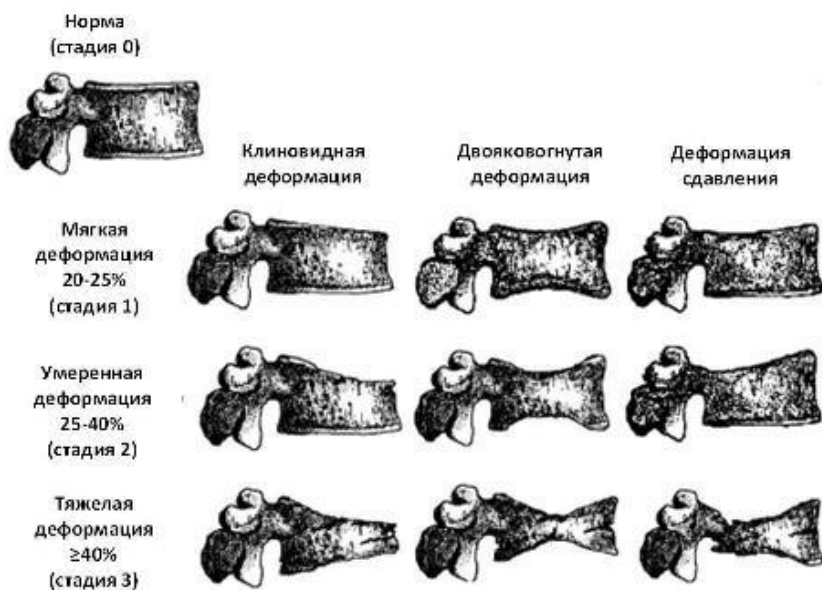 Норма
(стадия 0)
Клиновидная
деформация
Двояковогнутая
деформация
Деформация
сдавления
Мягкая
деформация
20-25%
(стадия 1)
Умеренная
деформация
25-40%
(стадия 2)
Тяжелая
деформация
≥40%
(стадия 3)